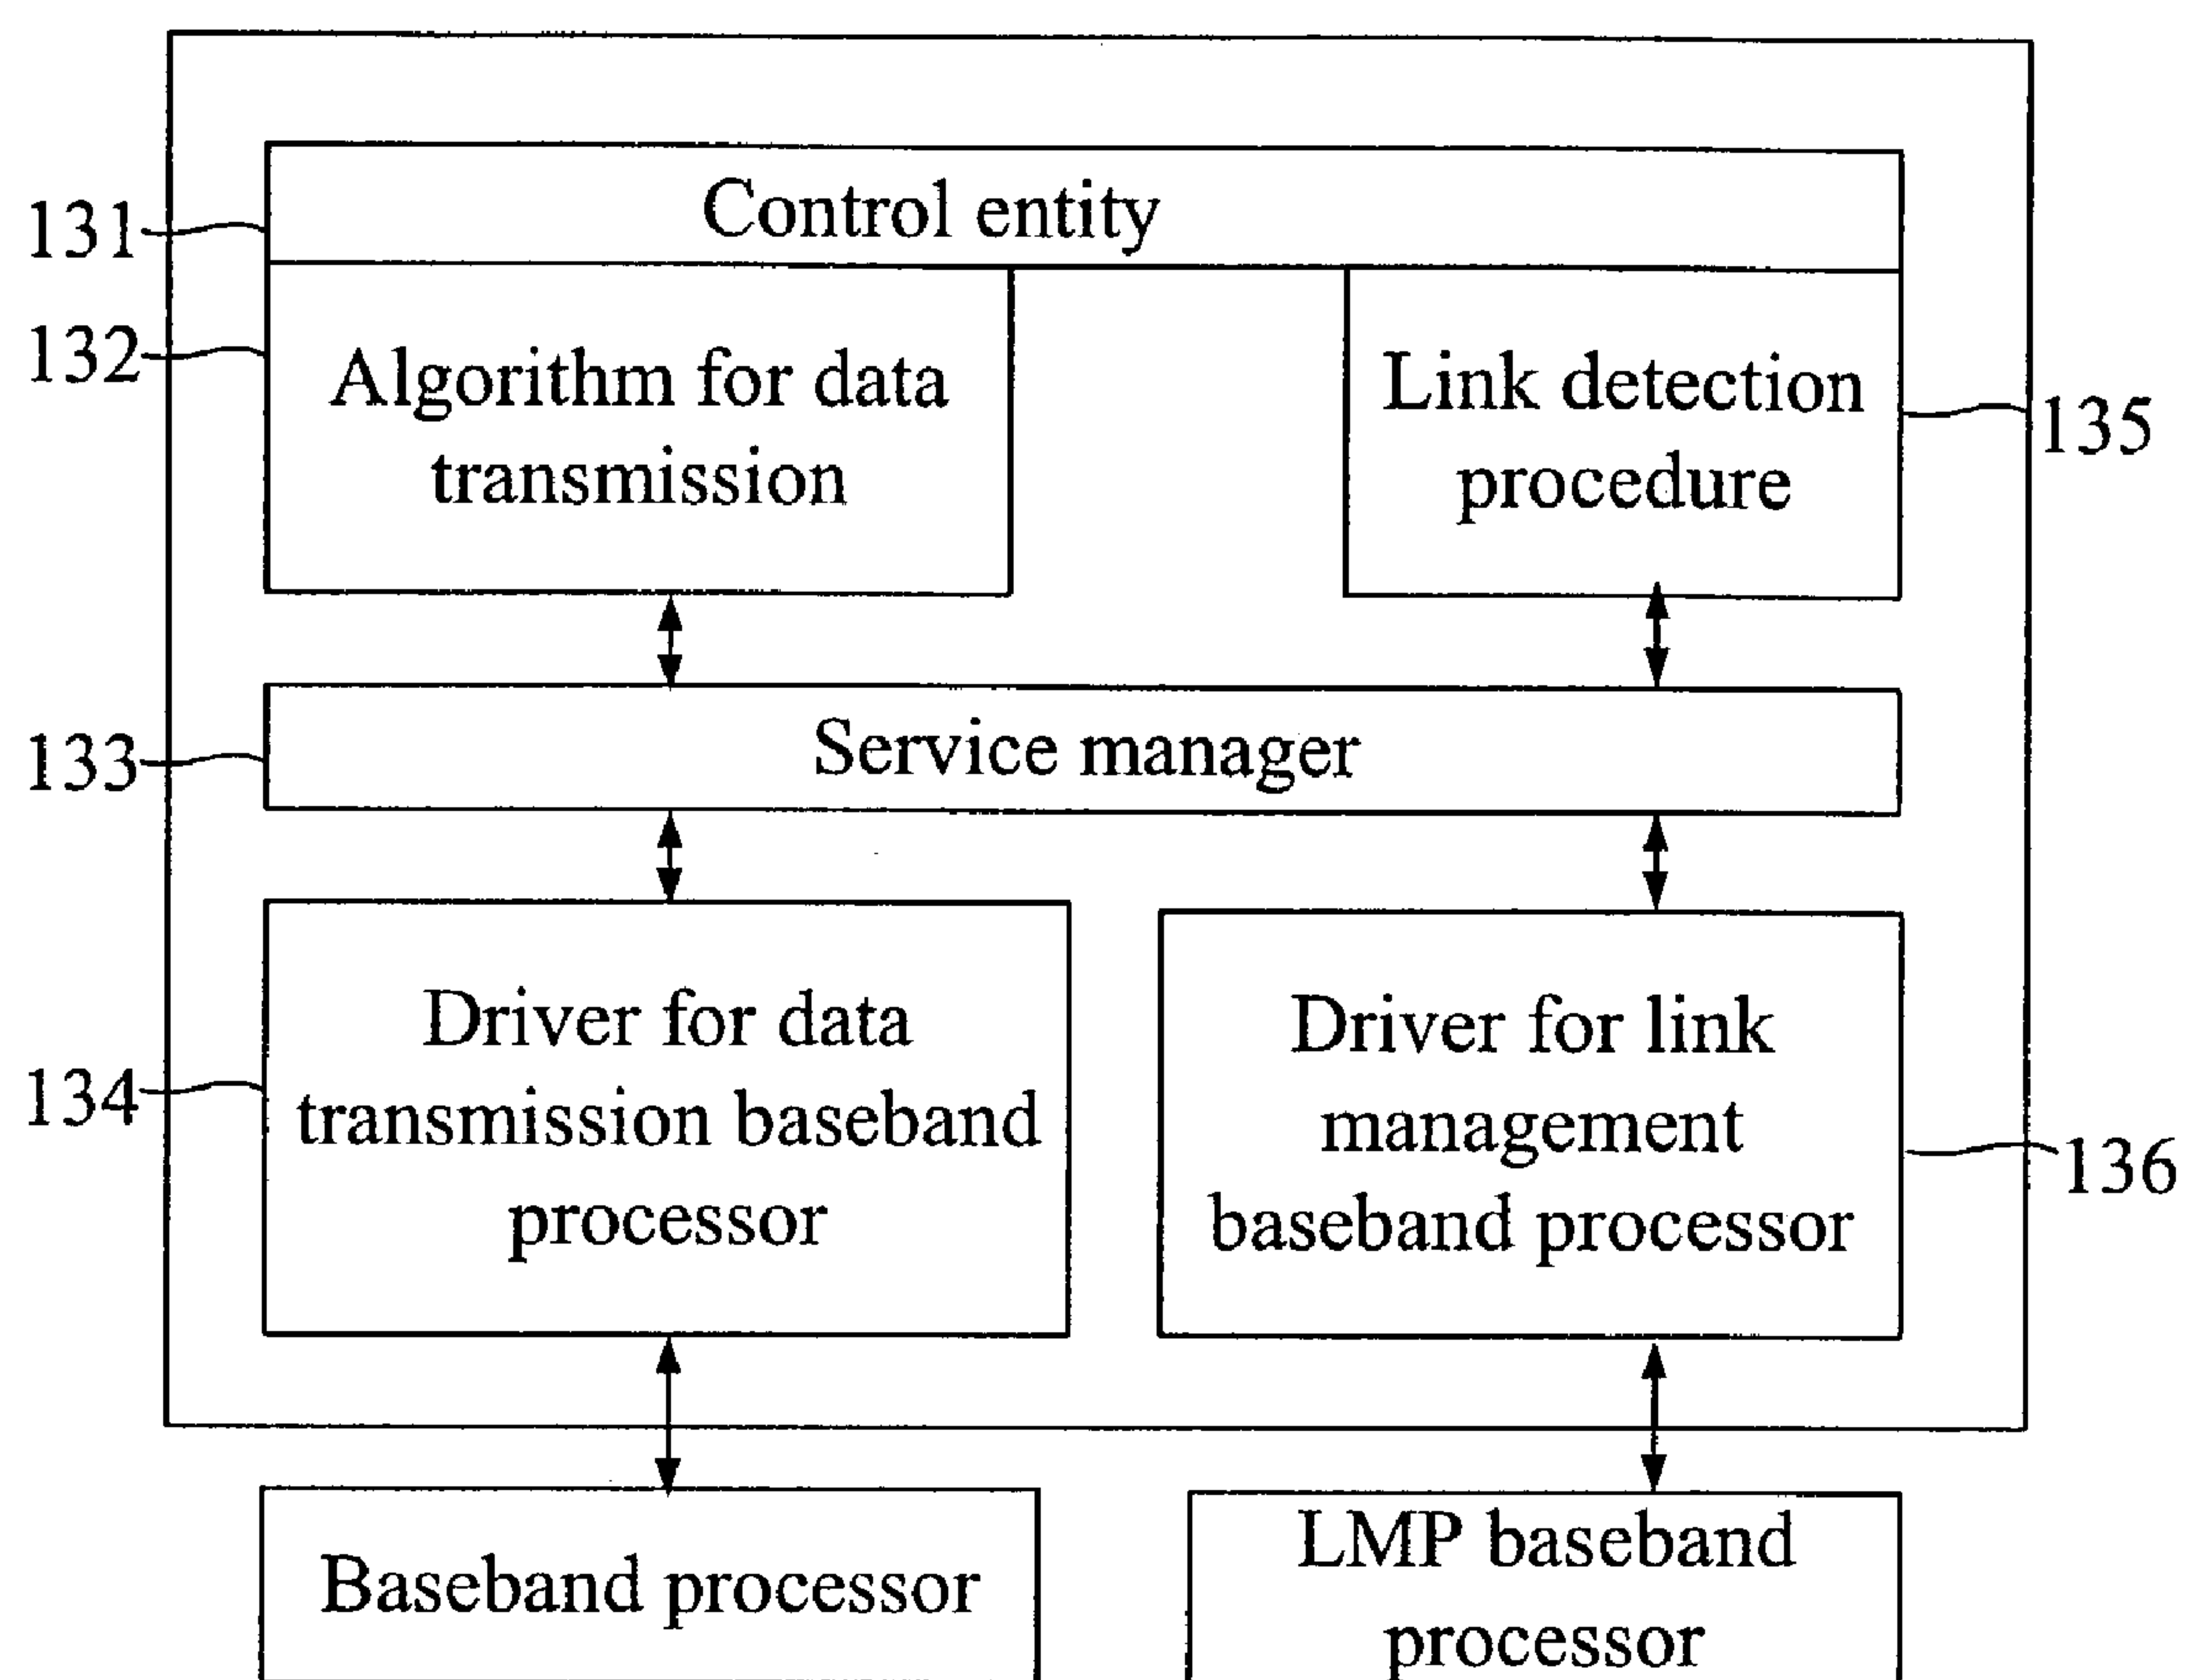 131
Control entity
132
Algorithm for data
transmission
Link detection
procedure
135
133
Service manager
134
Driver for data
transmission baseband
processor
Driver for link
management
baseband processor
136
Baseband processor
LMP baseband
processor